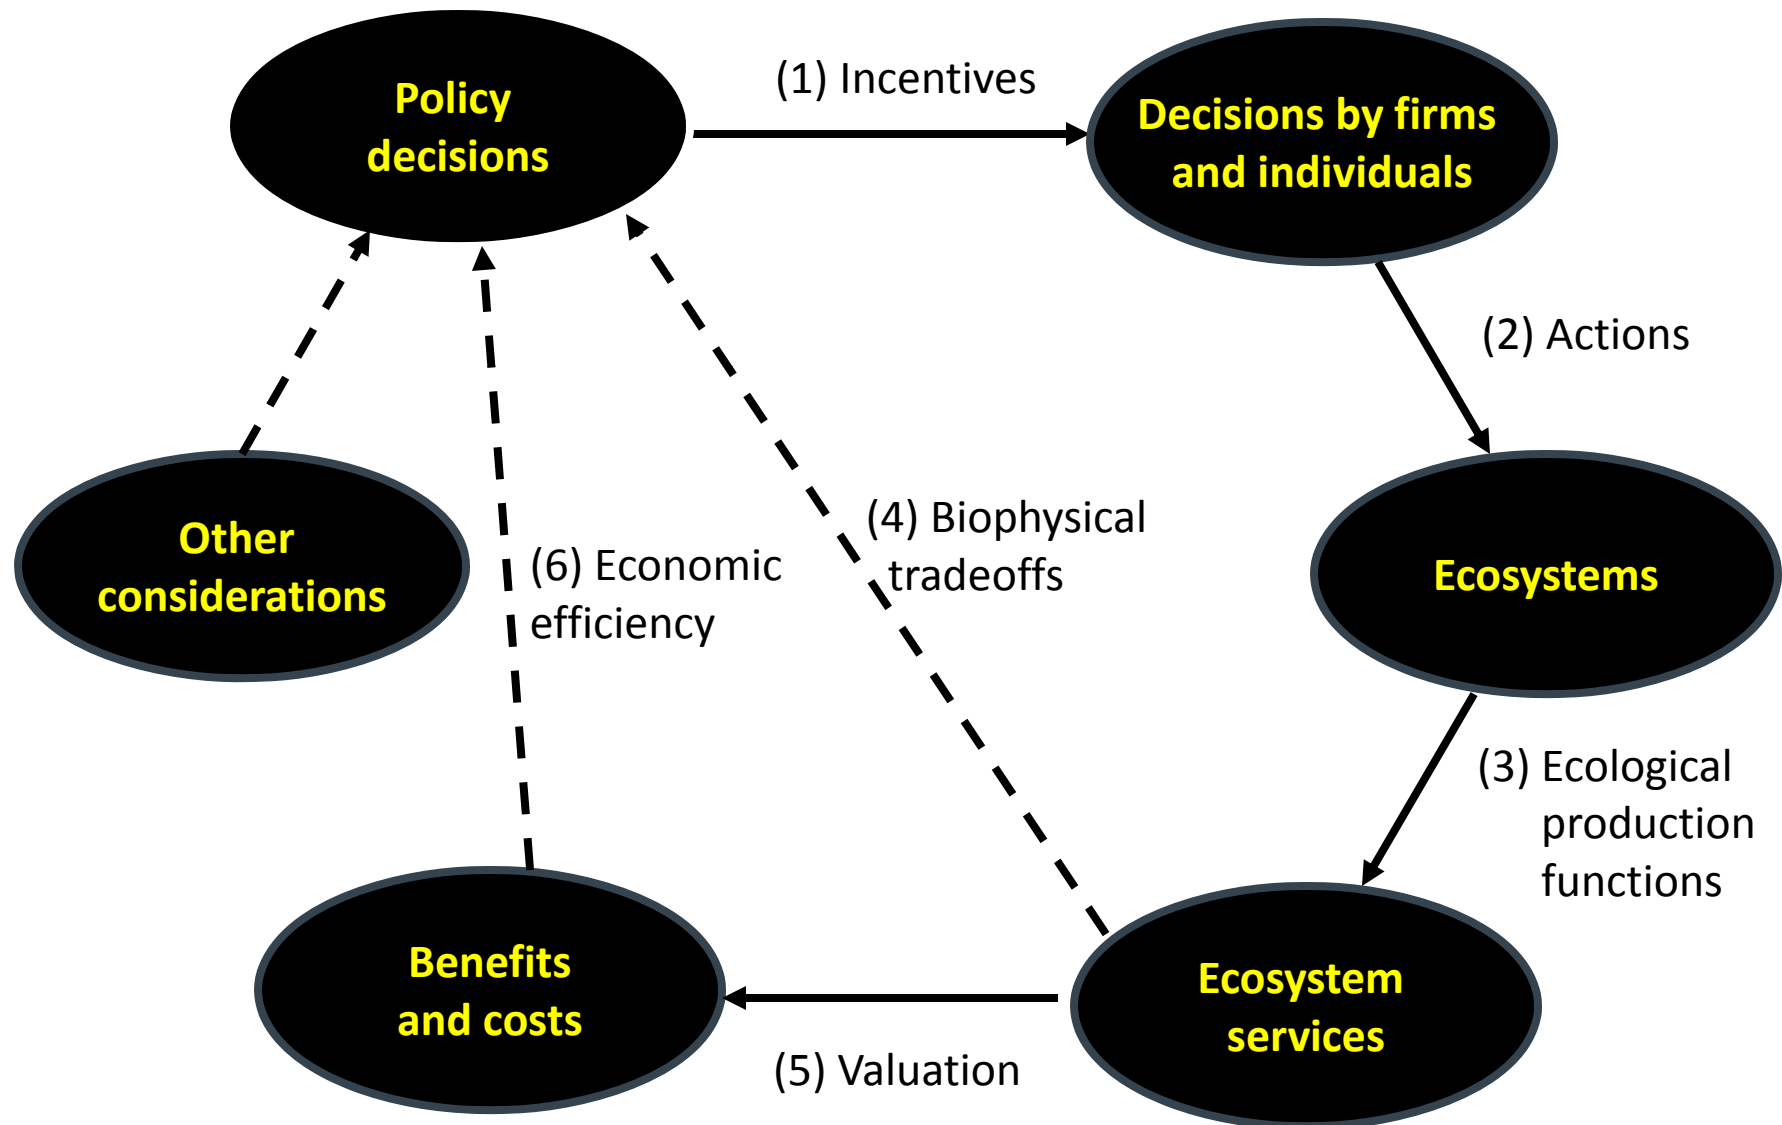 Policy
decisions
(1) Incentives
Decisions by firms
and individuals
(2) Actions
Other
considerations
(6) Economic
efficiency
(4) Biophysical
tradeoffs
Ecosystems
(3) Ecological
production
functions
Benefits
and costs
(5) Valuation
Ecosystem
services